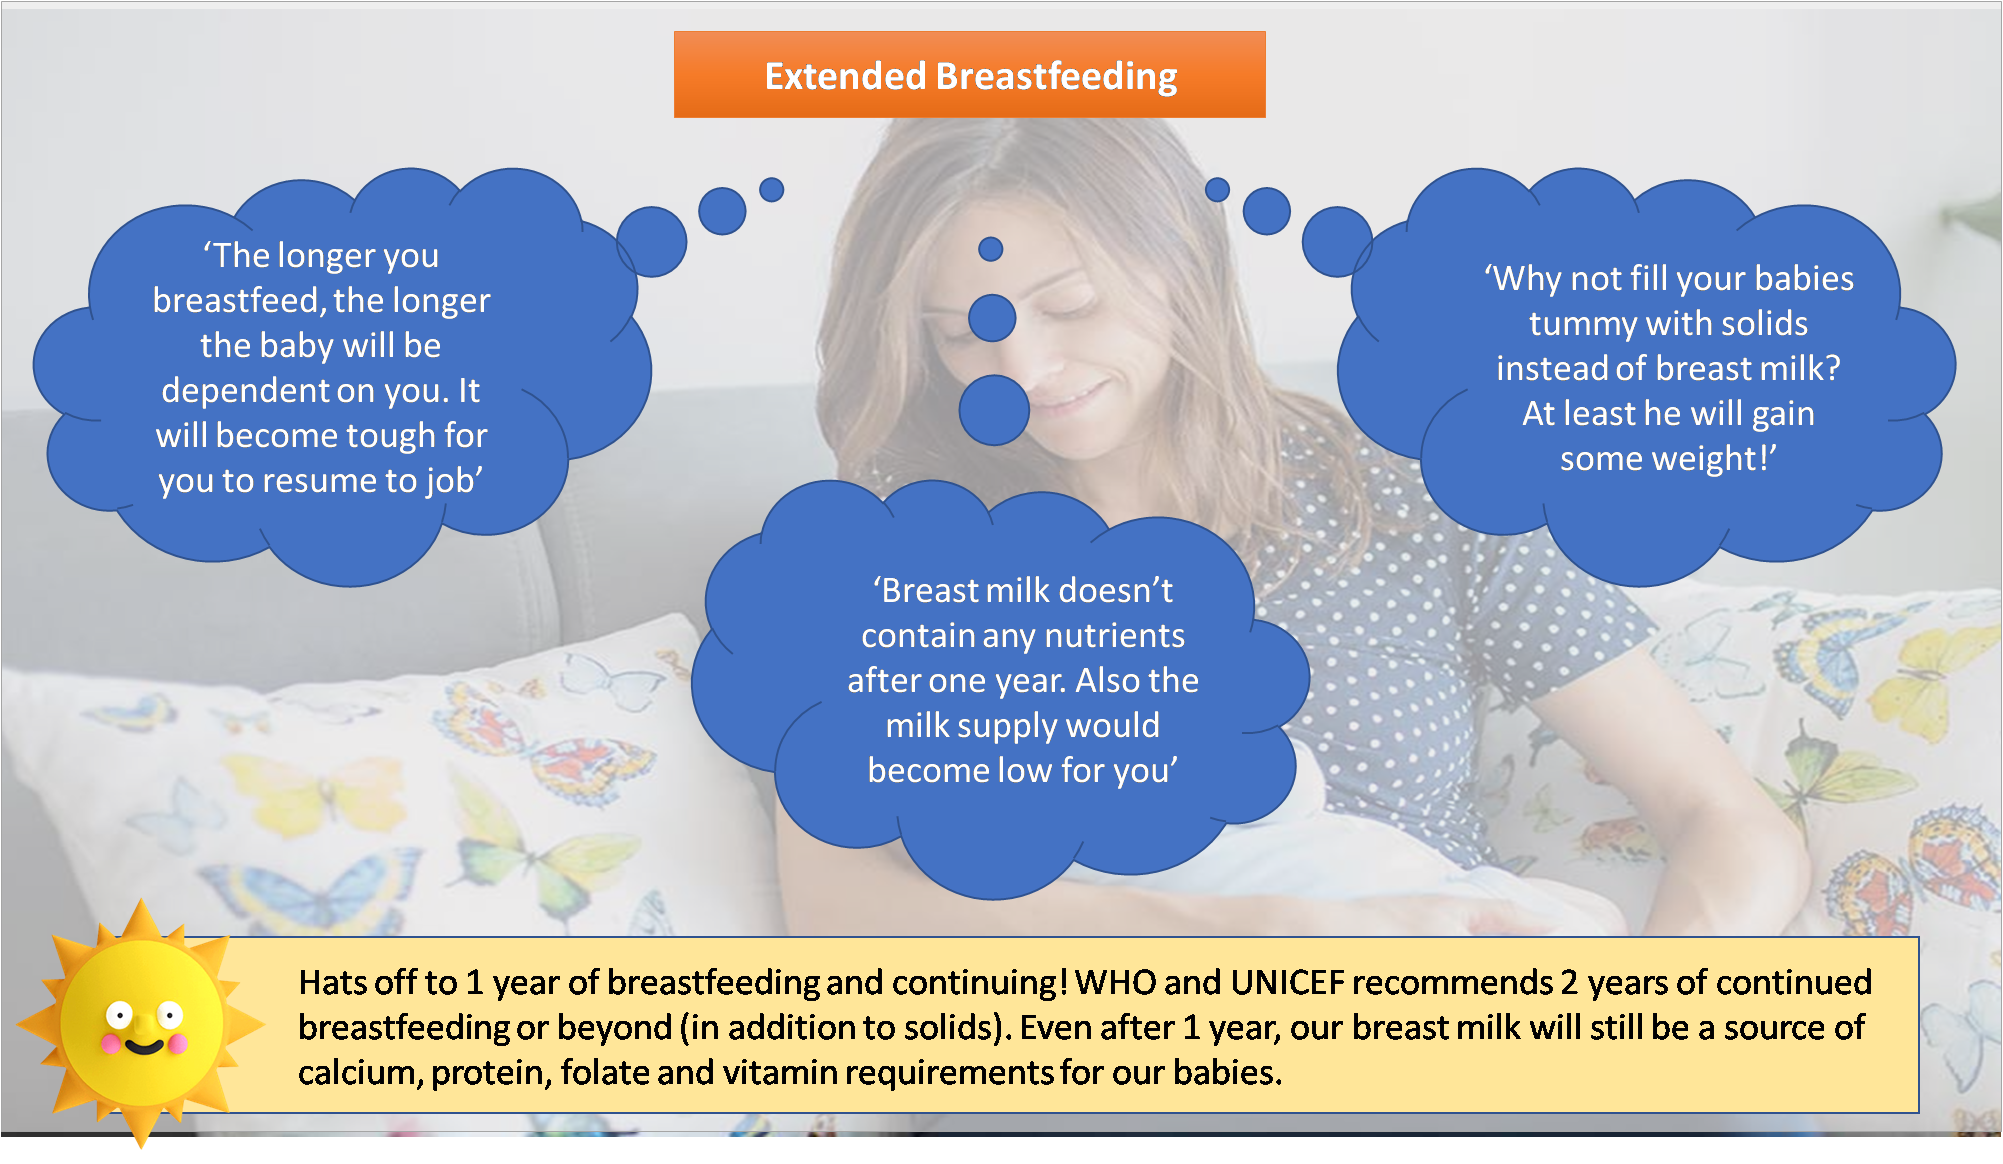 Extended Breastfeeding
‘The longer you
breastfeed, the longer
the baby will be
dependent on you. It
will become tough for
you to resume to job’
‘Why not fill your babies
tummy with solids
instead of breast milk?
At least he will gain
some weight!’
‘Breast milk doesn’t
contain any nutrients
after one year. Also the
milk supply would
become low for you’
Hats off to 1 year of breastfeeding and continuing! WHO and UNICEF recommends 2 years of continued
breastfeeding or beyond (in addition to solids). Even after 1 year, our breast milk will still be a source of
calcium, protein, folate and vitamin requirements for our babies.